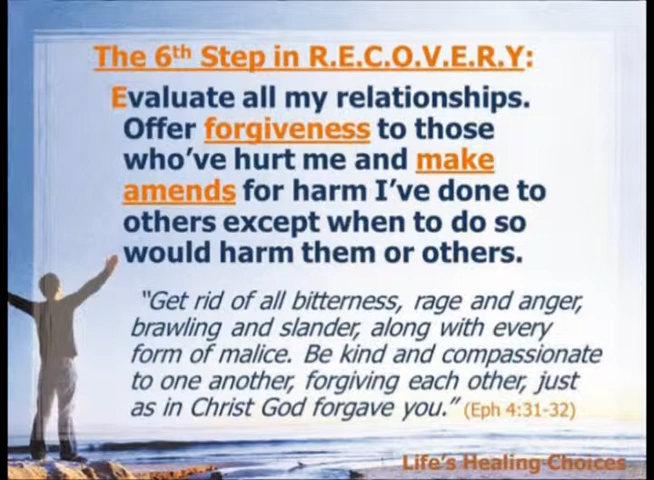 The 6th Step in R.E.C.O.V.E.R.Y:
Evaluate all my relationships.
Offer forgiveness to those
who've hurt me and make
amends for harm I've done to
others except when to do so
would harm them or others.
"Get rid of all bitterness, rage and anger,
brawling and slander, along with every
form of malice. Be kind and compassionate
to one another, forgiving each other, just
as in Christ God forgave you." (Eph 4:31-32)
Life's Healing Choices